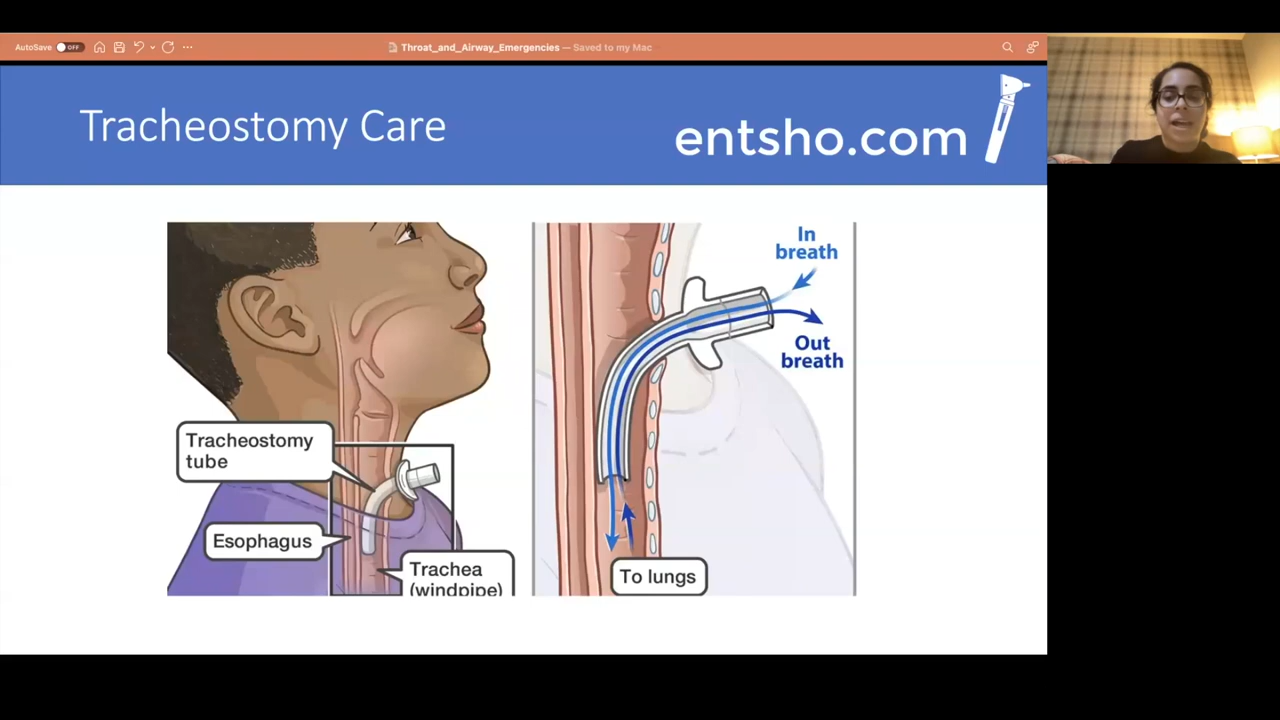 AutoSave OFF
Throat_and_Airway_Emergencies — Saved to my Mac
Tracheostomy Care
entsho.com
In
breath
Out
breath
Tracheostomy
tube
Esophagus
Trachea
(windpipe)
To lungs